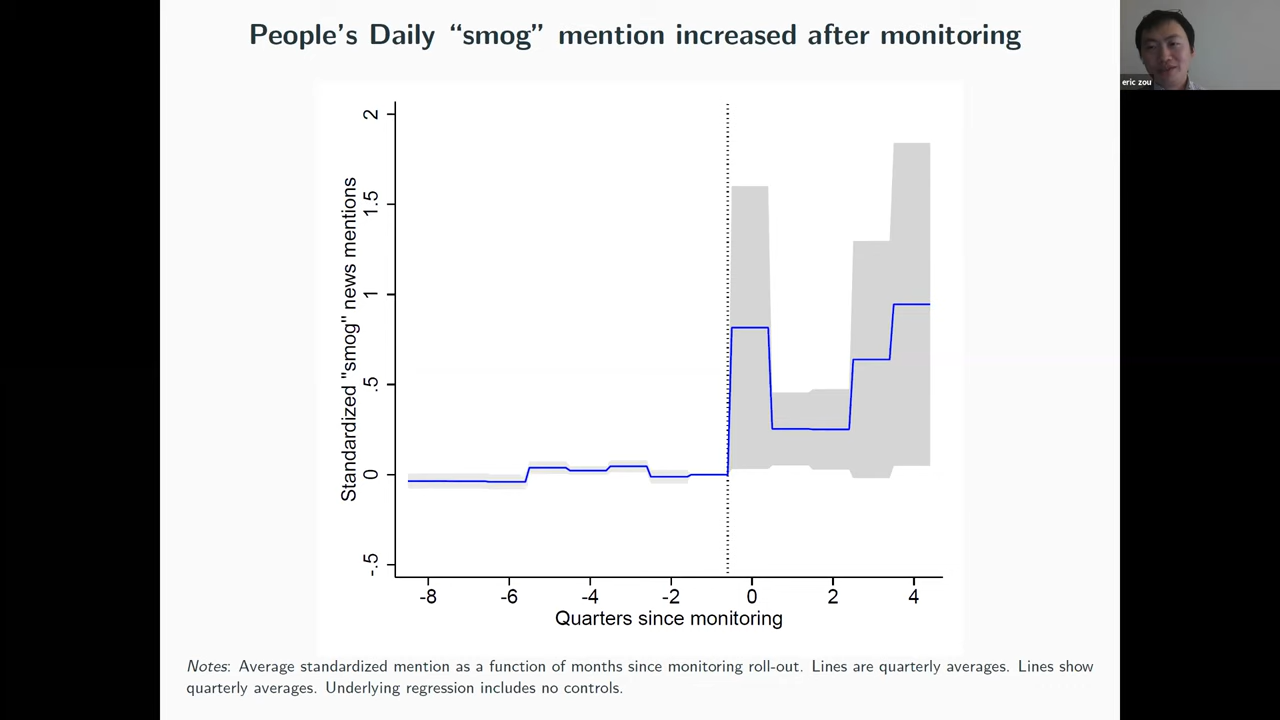 People's Daily “smog” mention increased after monitoring
eric zou
Standardized "smog" news mentions
2
1.5
1
.5
0
-.5
-8 -6 -4 -2 0 2 4
Quarters since monitoring
Notes: Average standardized mention as a function of months since monitoring roll-out. Lines are quarterly averages. Lines show
quarterly averages. Underlying regression includes no controls.